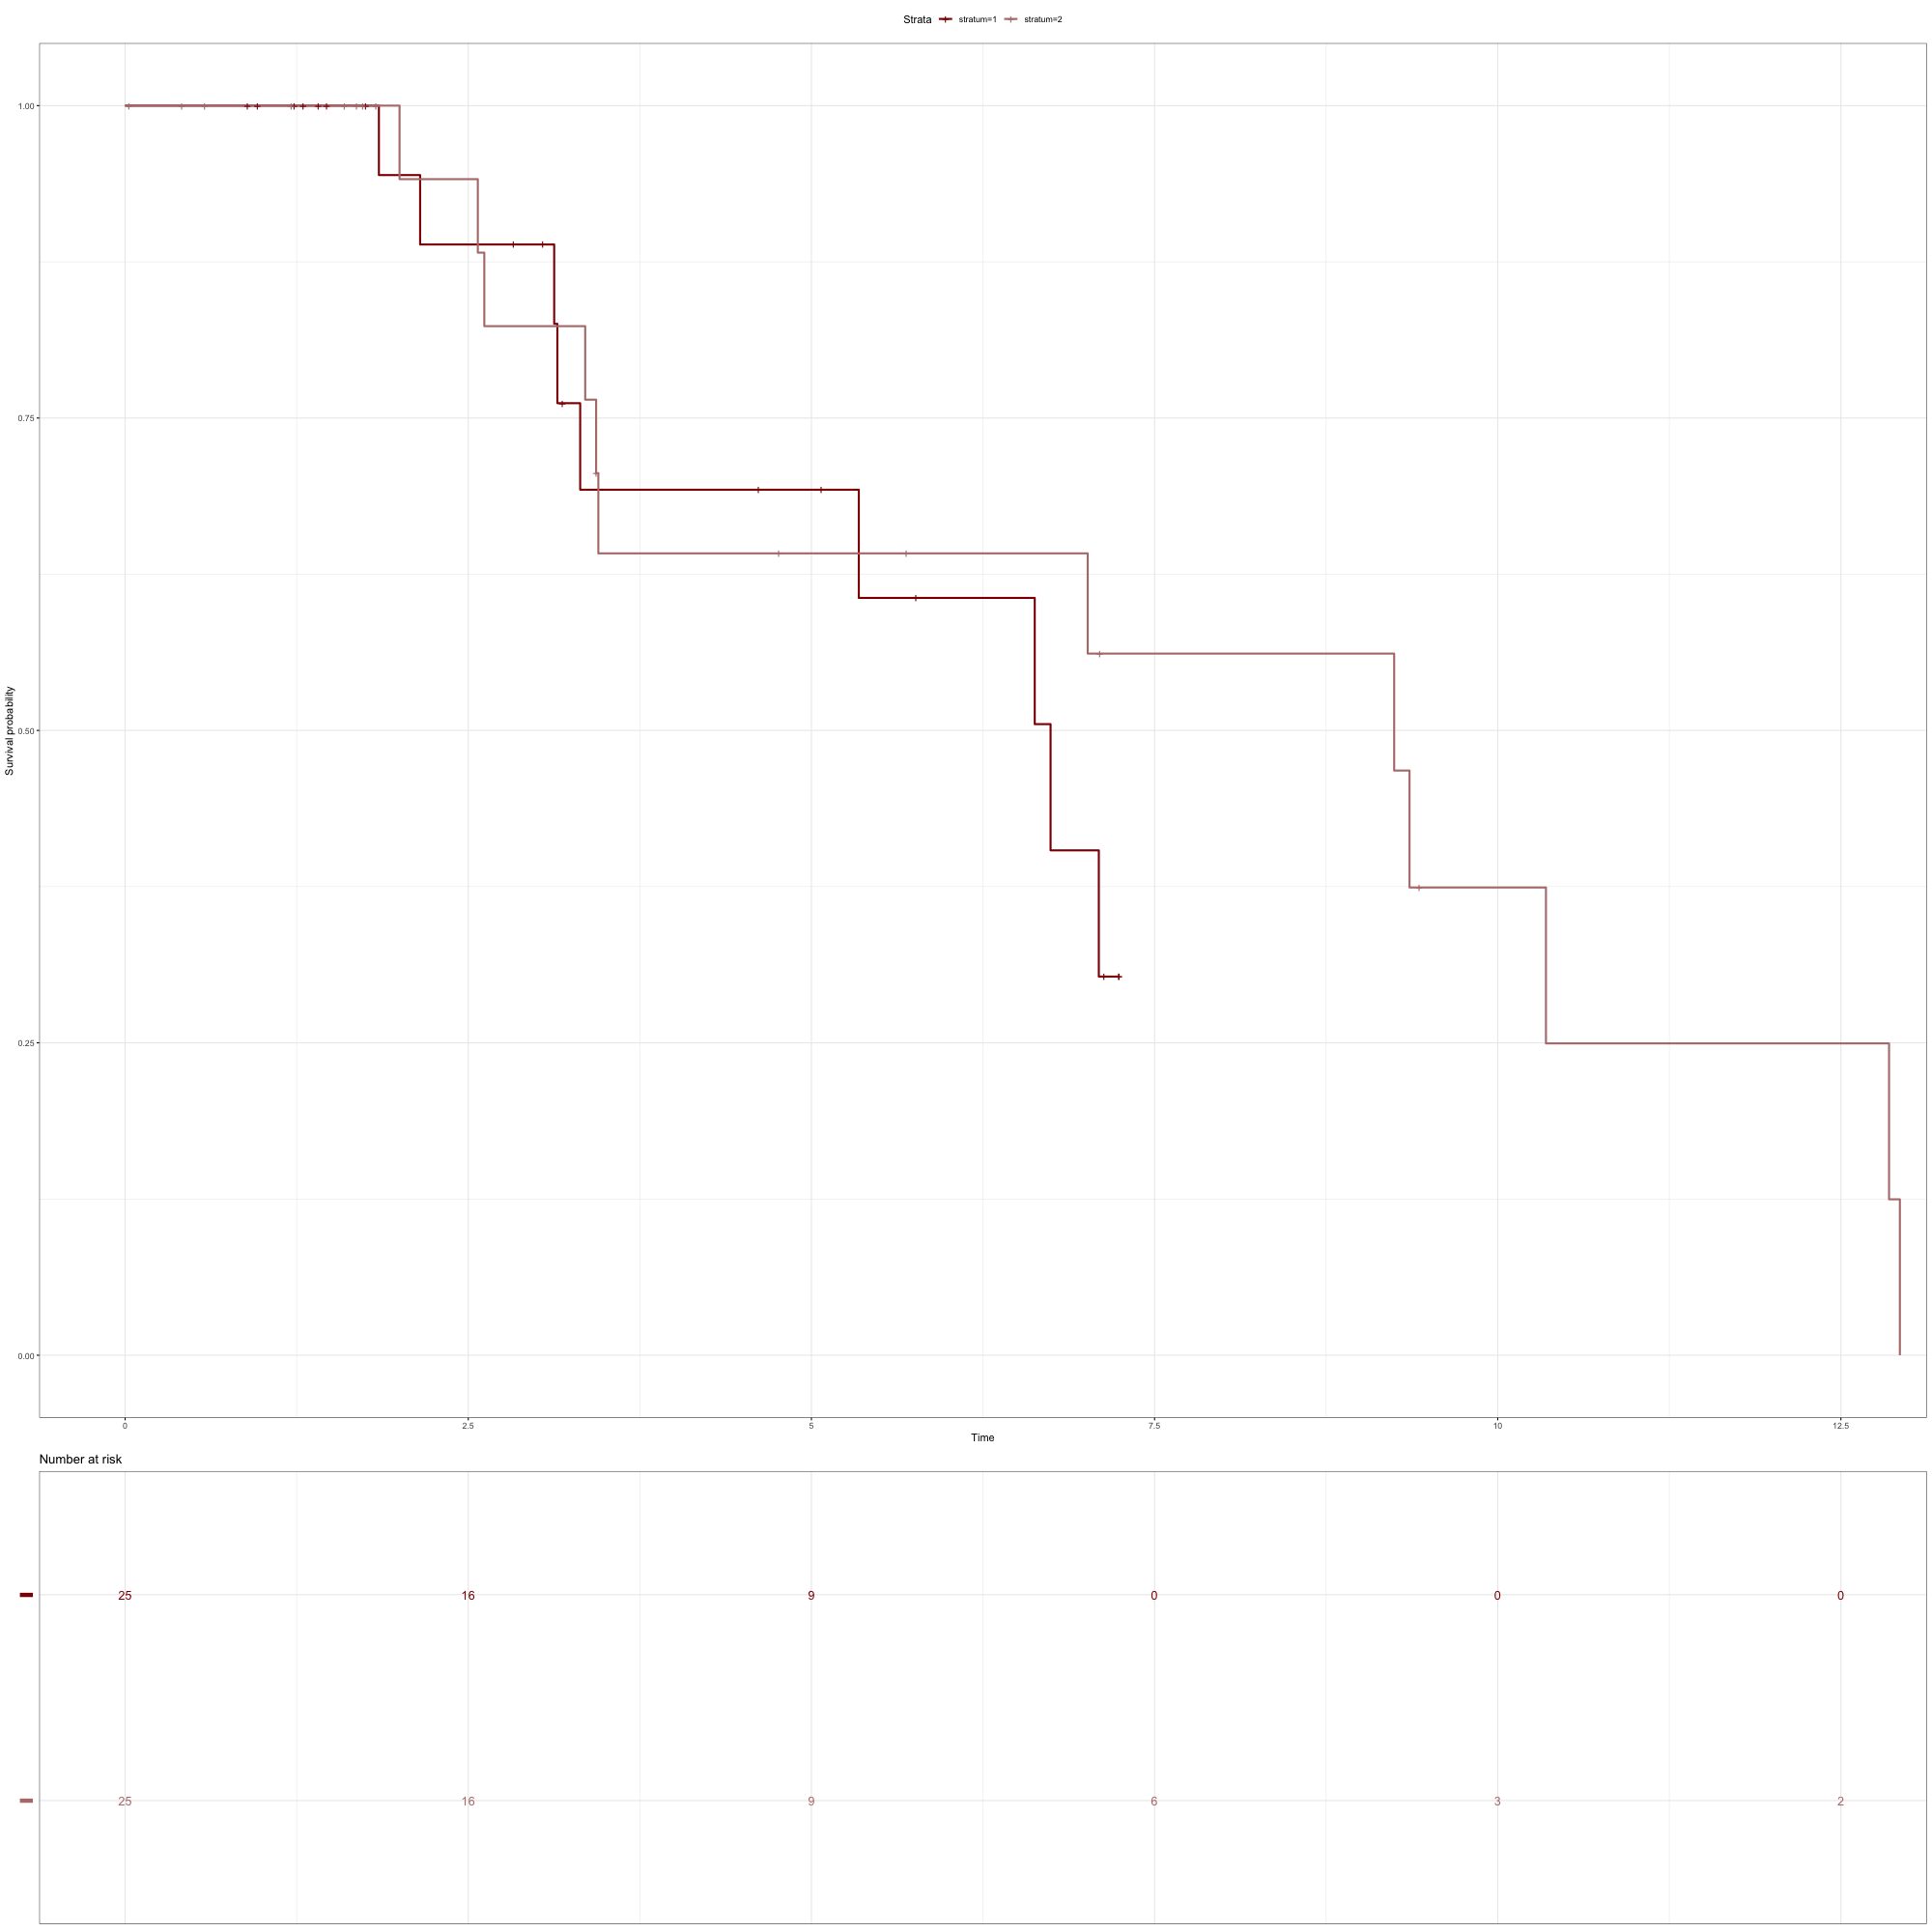 Strata stratum=1 stratum=2
1.00
0.75
0.50
0.25
0.00
Survival probability
0 2.5 5 7.5 10 12.5
Time
Number at risk
25 16 9 0 0 0
25 16 9 6 3 2